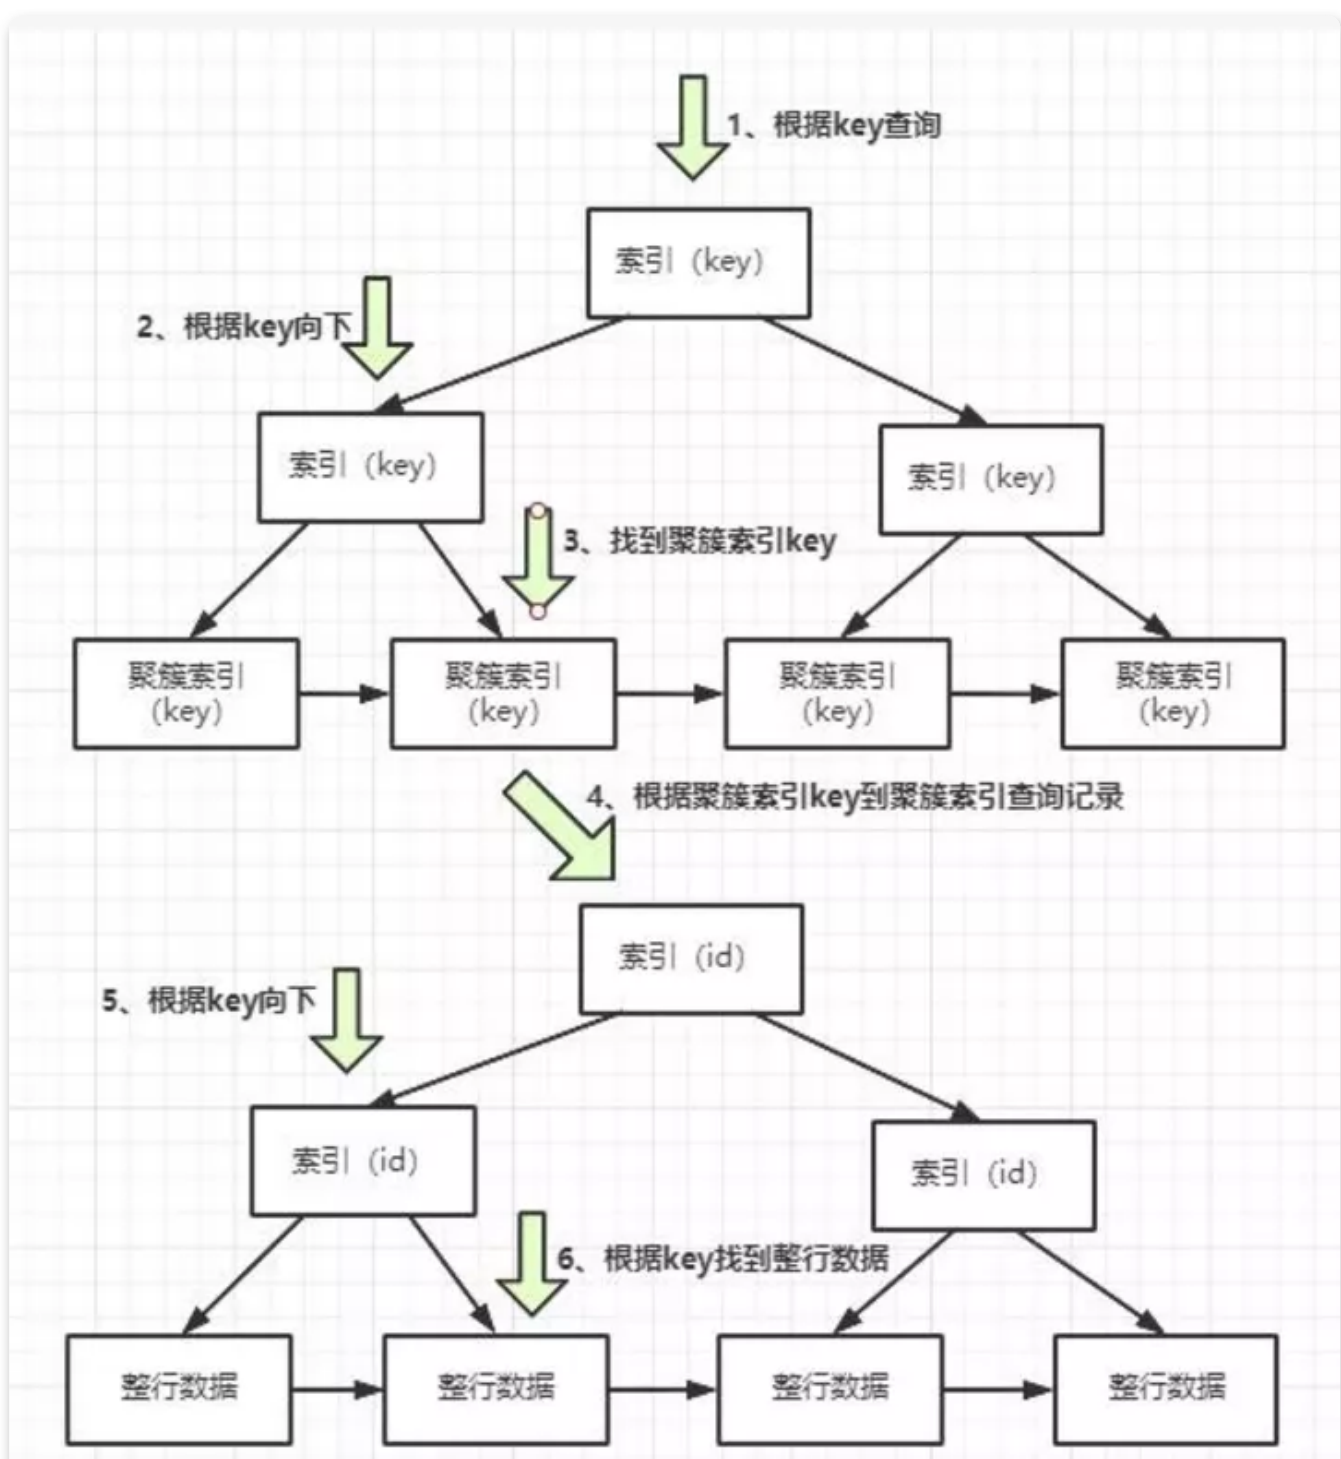 1、根据key查询
索引（key）
2、根据key向下
索引（key）
索引（key）
3、找到聚簇索引key
聚簇索引
（key）
聚簇索引
（key）
聚簇索引
（key）
聚簇索引
（key）
4、根据聚簇索引key到聚簇索引查询记录
索引（id）
5、根据key向下
索引（id）
索引（id）
6、根据key找到整行数据
整行数据
整行数据
整行数据
整行数据